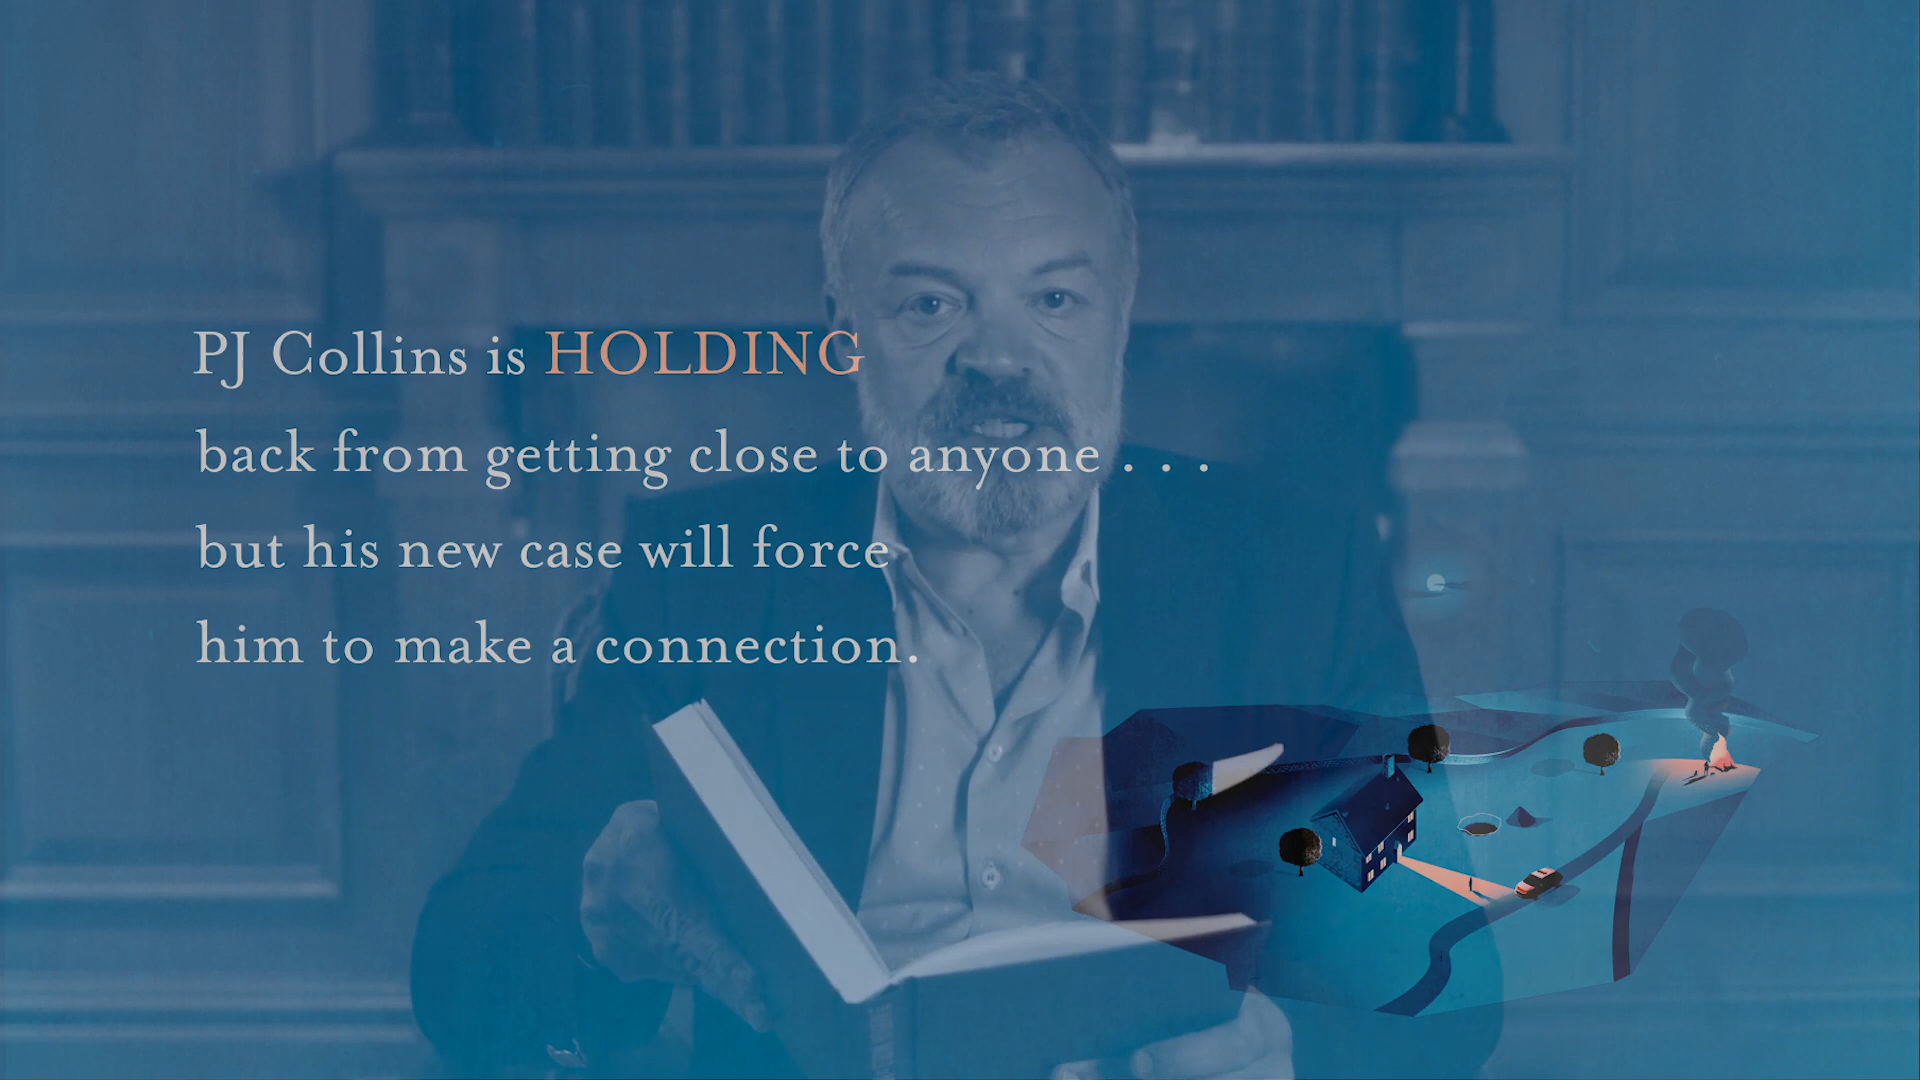 PJ Collins is HOLDING
back from getting close to anyone . . .
but his new case will force
him to make a connection.